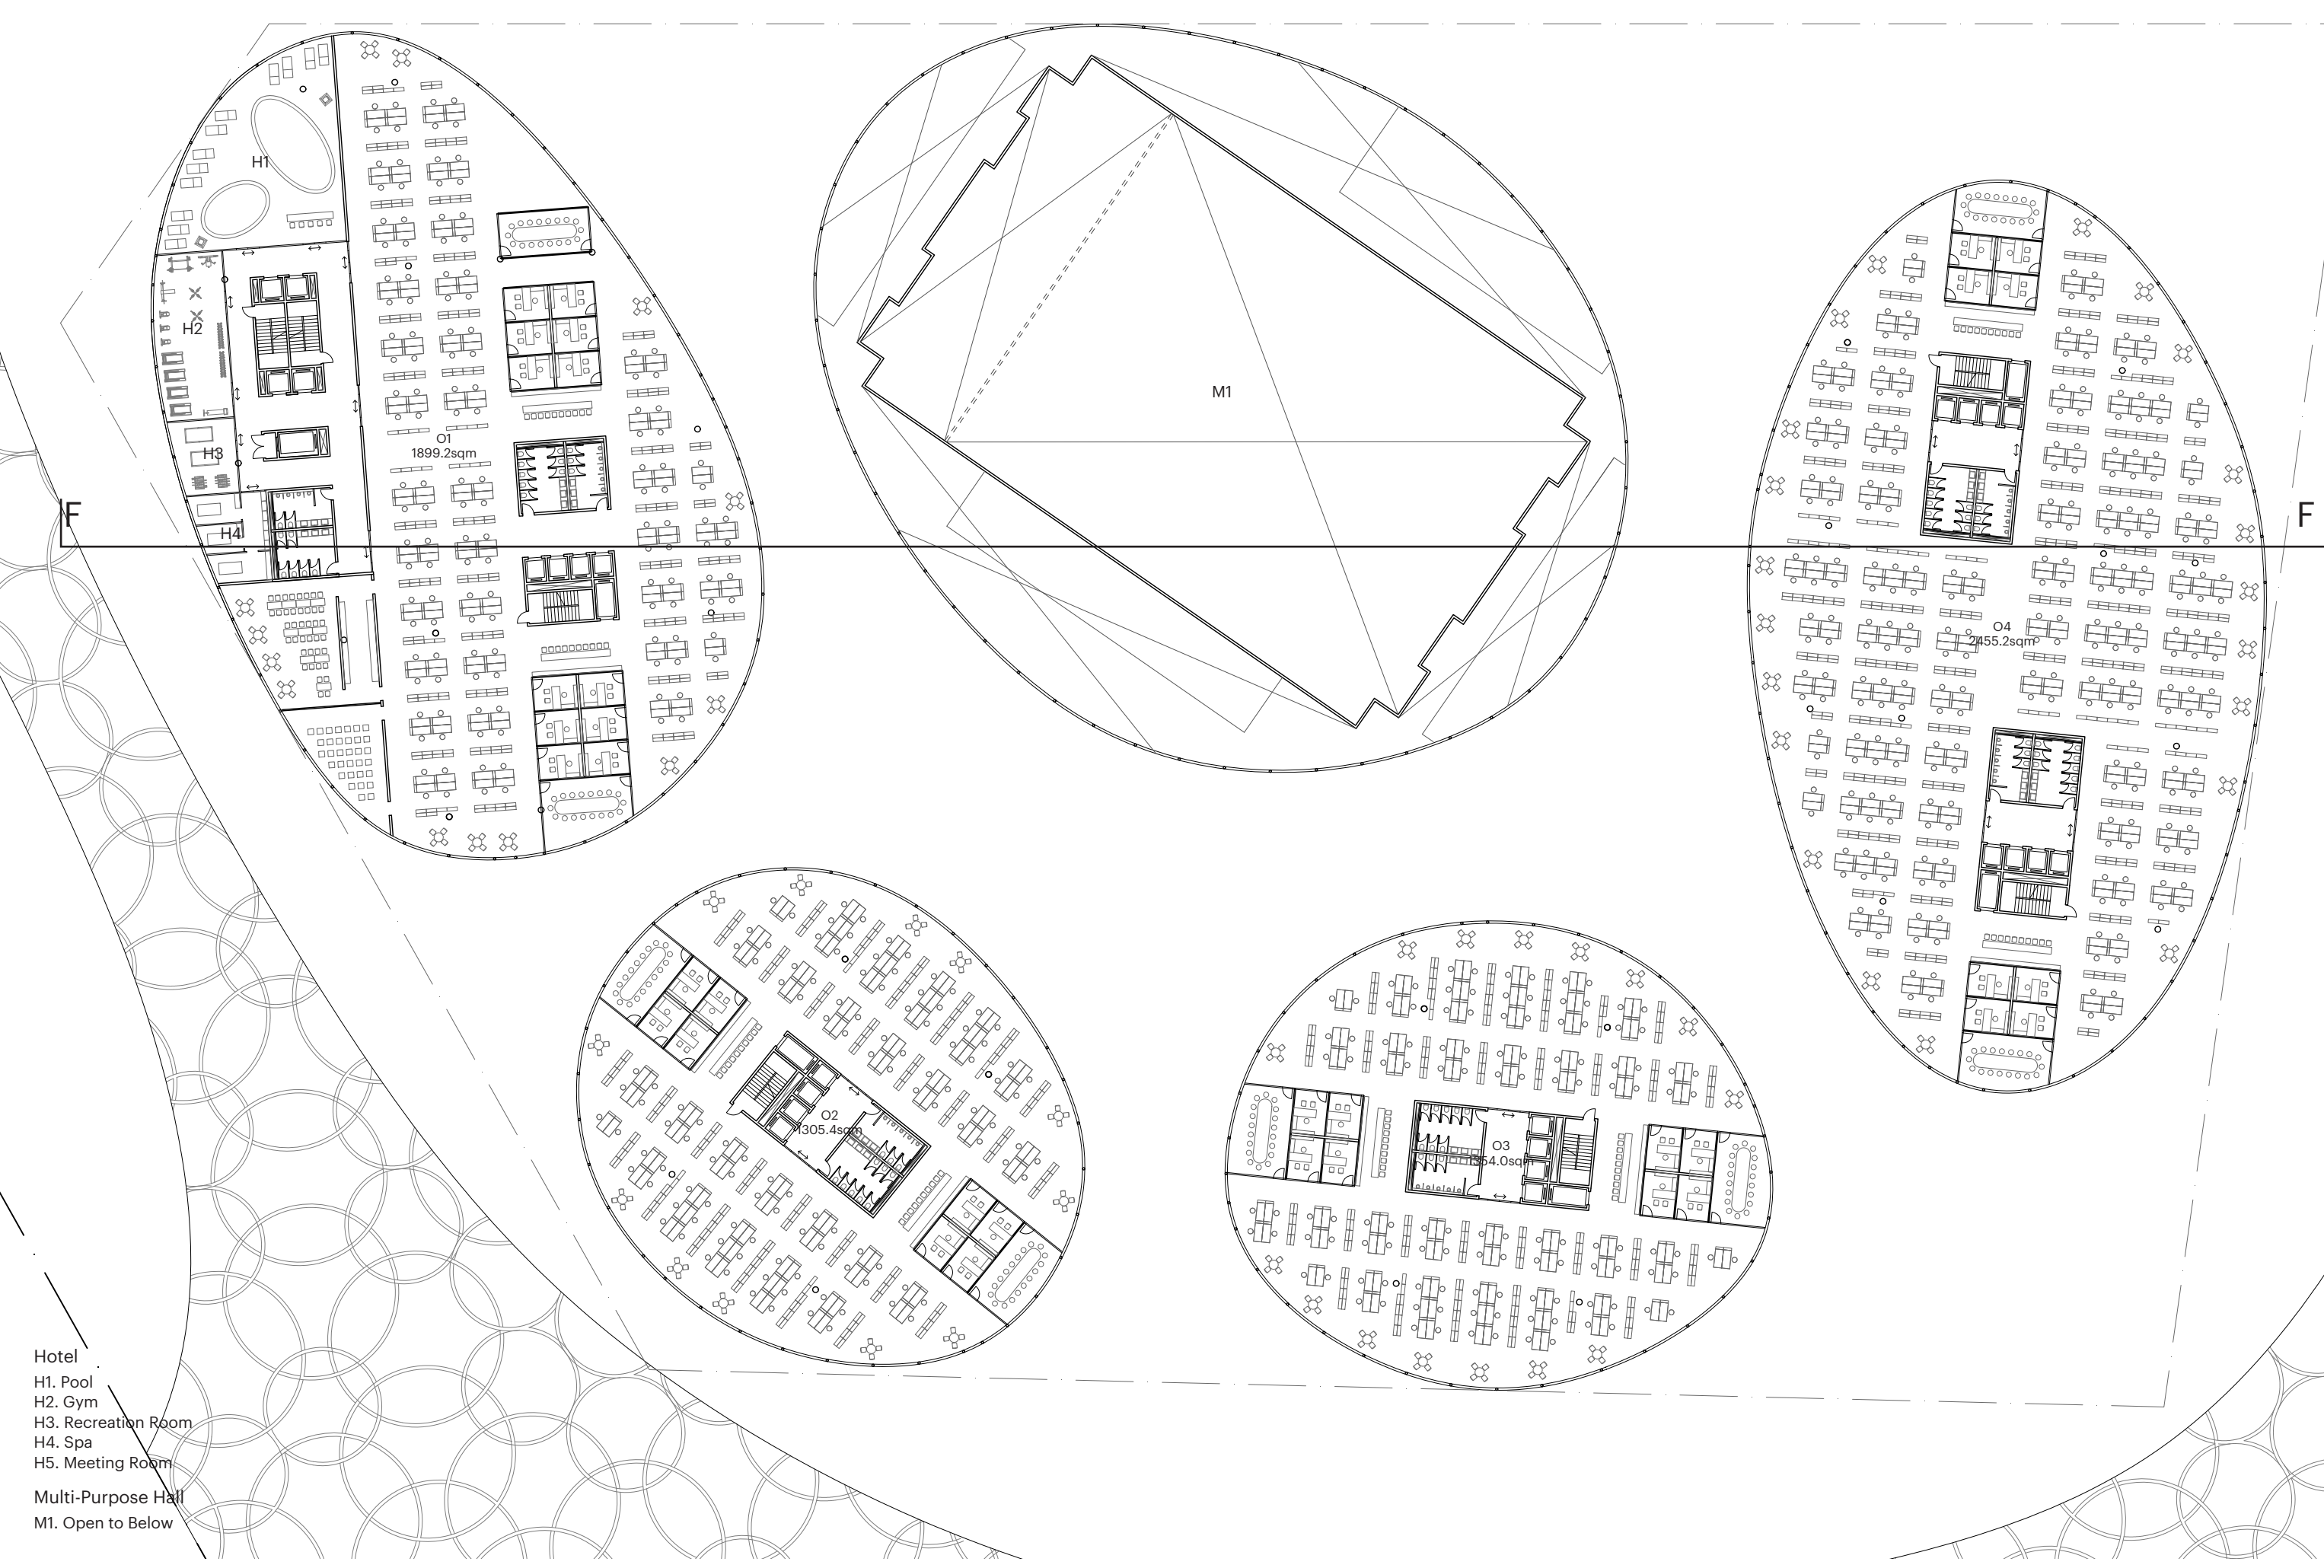 H1
H2
O1
1899.2sqm
H3
H4
F
M1
F
O4
2455.2sqm
O2
1305.4sqm
O3
1354.0sqm
Hotel
H1. Pool
H2. Gym
H3. Recreation Room
H4. Spa
H5. Meeting Room
Multi-Purpose Hall
M1. Open to Below